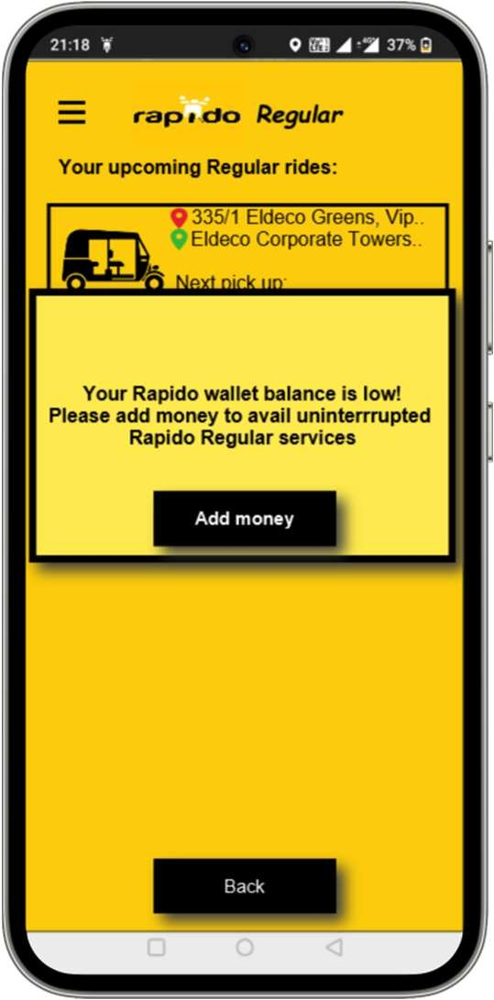 21:18 37%
rapido Regular
Your upcoming Regular rides:
335/1 Eldeco Greens, Vip..
Eldeco Corporate Towers..
Next pick up:
Your Rapido wallet balance is low!
Please add money to avail uninterrrupted
Rapido Regular services
Add money
Back